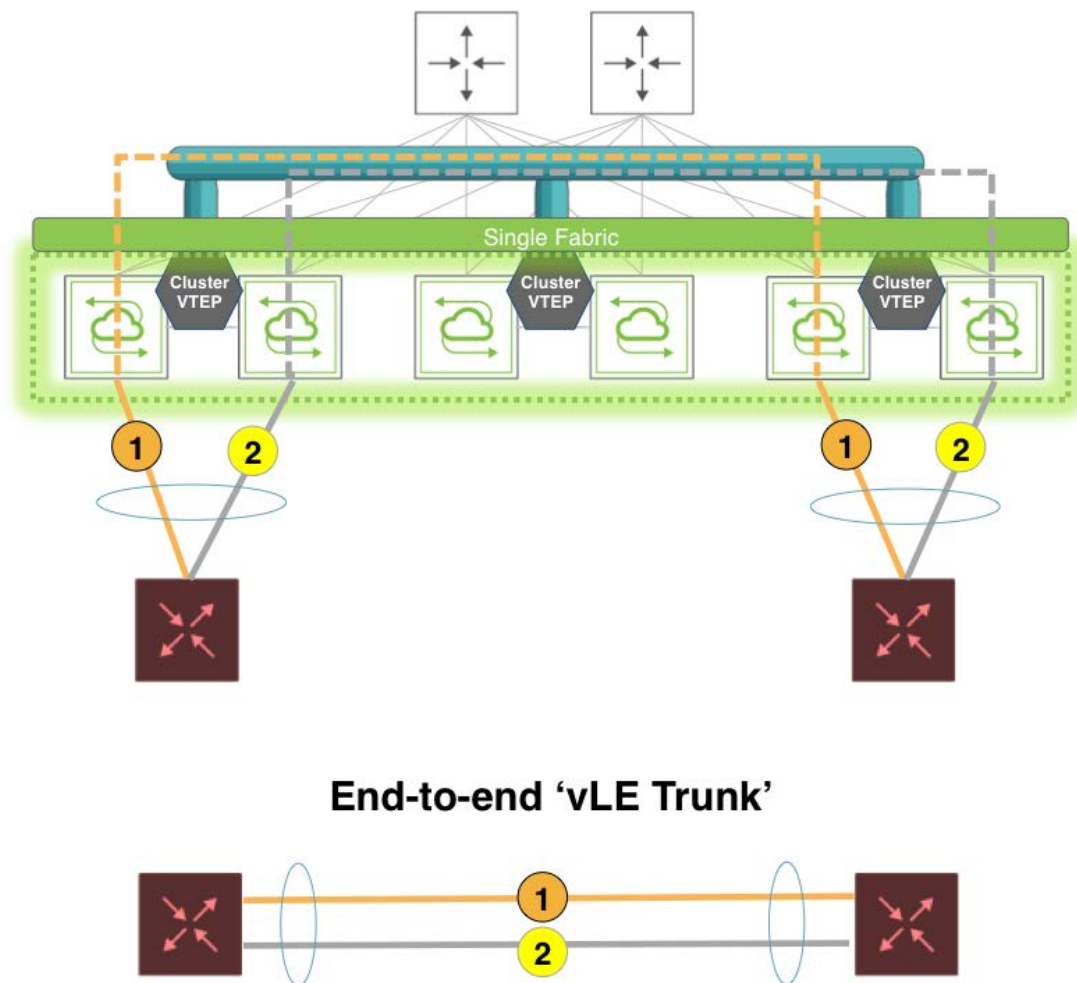 Single Fabric
Cluster
VTEP
Cluster
VTEP
Cluster
VTEP
1
2
1
2
End-to-end ‘vLE Trunk’
1
2